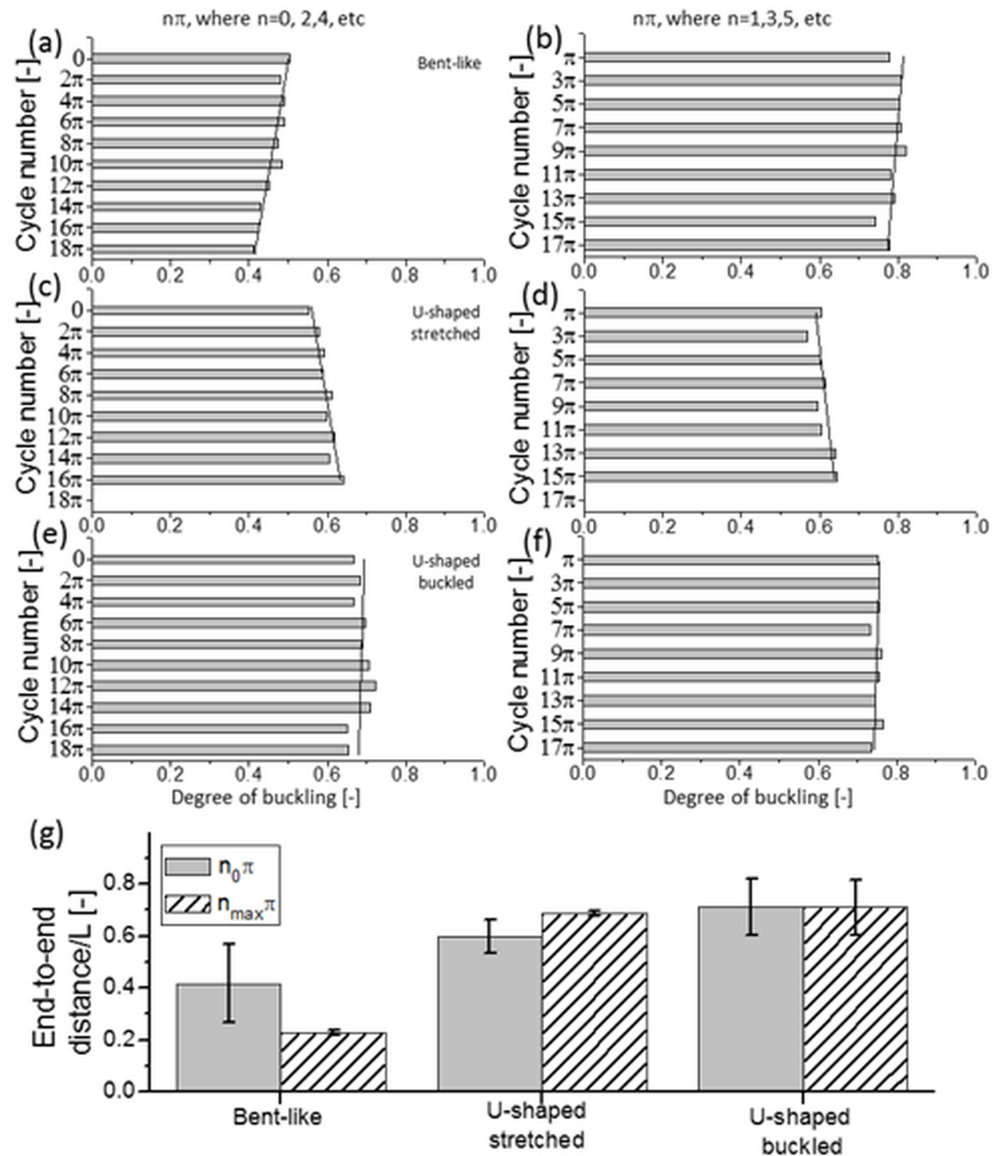 nπ, where n=0, 2,4, etc
nπ, where n=1,3,5, etc
(a)
Bent-like
Cycle number [-]
0
2π
4π
6π
8π
10π
12π
14π
16π
18π
0.0 0.2 0.4 0.6 0.8 1.0
(b)
Cycle number [-]
π
3π
5π
7π
9π
11π
13π
15π
17π
0.0 0.2 0.4 0.6 0.8 1.0
(c)
U-shaped
stretched
Cycle number [-]
0
2π
4π
6π
8π
10π
12π
14π
16π
18π
0.0 0.2 0.4 0.6 0.8 1.0
(d)
Cycle number [-]
π
3π
5π
7π
9π
11π
13π
15π
17π
0.0 0.2 0.4 0.6 0.8 1.0
(e)
U-shaped
buckled
Cycle number [-]
0
2π
4π
6π
8π
10π
12π
14π
16π
18π
0.0 0.2 0.4 0.6 0.8 1.0
Degree of buckling [-]
(f)
Cycle number [-]
π
3π
5π
7π
9π
11π
13π
15π
17π
0.0 0.2 0.4 0.6 0.8 1.0
Degree of buckling [-]
(g)
n0π
nmaxπ
End-to-end
distance/L [-]
0.8
0.6
0.4
0.2
0.0
Bent-like
U-shaped
stretched
U-shaped
buckled